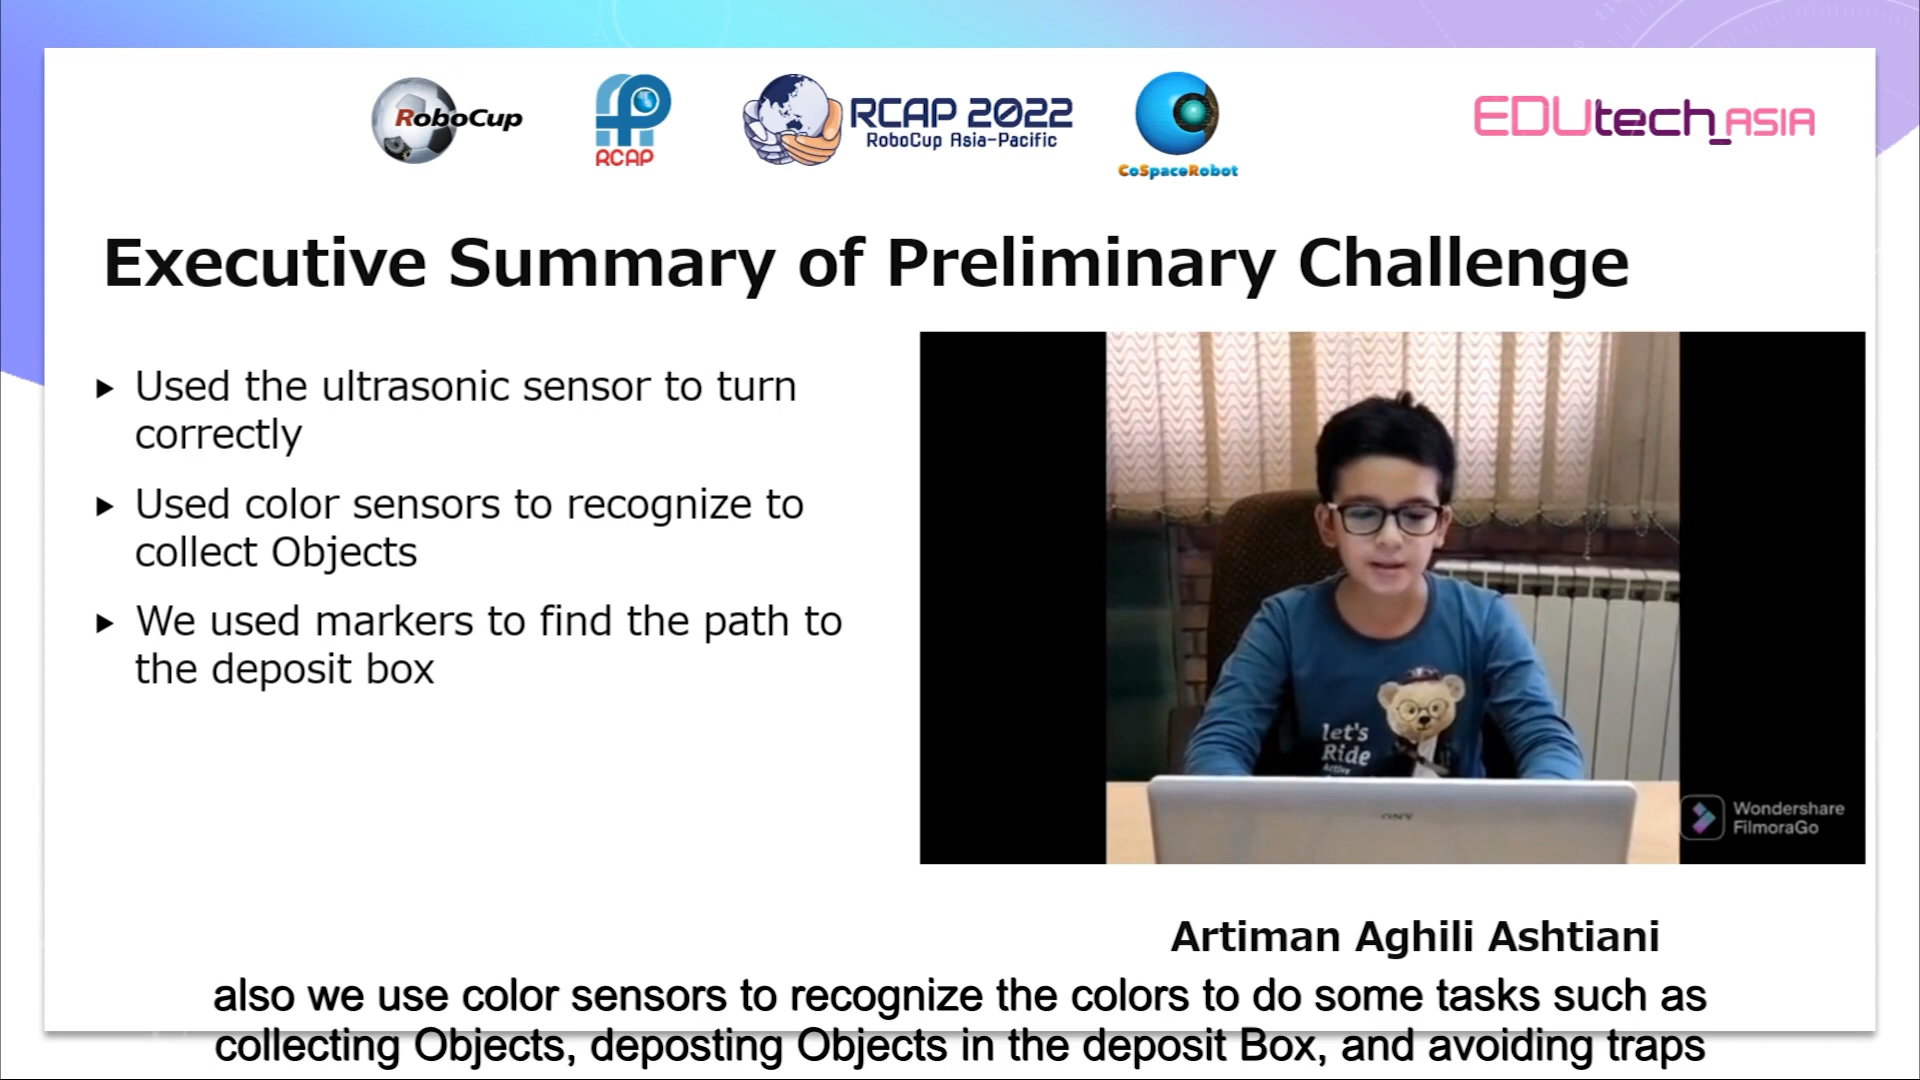 RoboCup
RCAP
RCAP 2022
RoboCup Asia-Pacific
CoSpaceRobot
EDUtech_ASIA
Executive Summary of Preliminary Challenge
Used the ultrasonic sensor to turn
correctly
Used color sensors to recognize to
collect Objects
We used markers to find the path to
the deposit box
let's
Ride
Active
SONY
Wondershare
FilmoraGo
Artiman Aghili Ashtiani
also we use color sensors to recognize the colors to do some tasks such as
collecting Objects, deposting Objects in the deposit Box, and avoiding traps